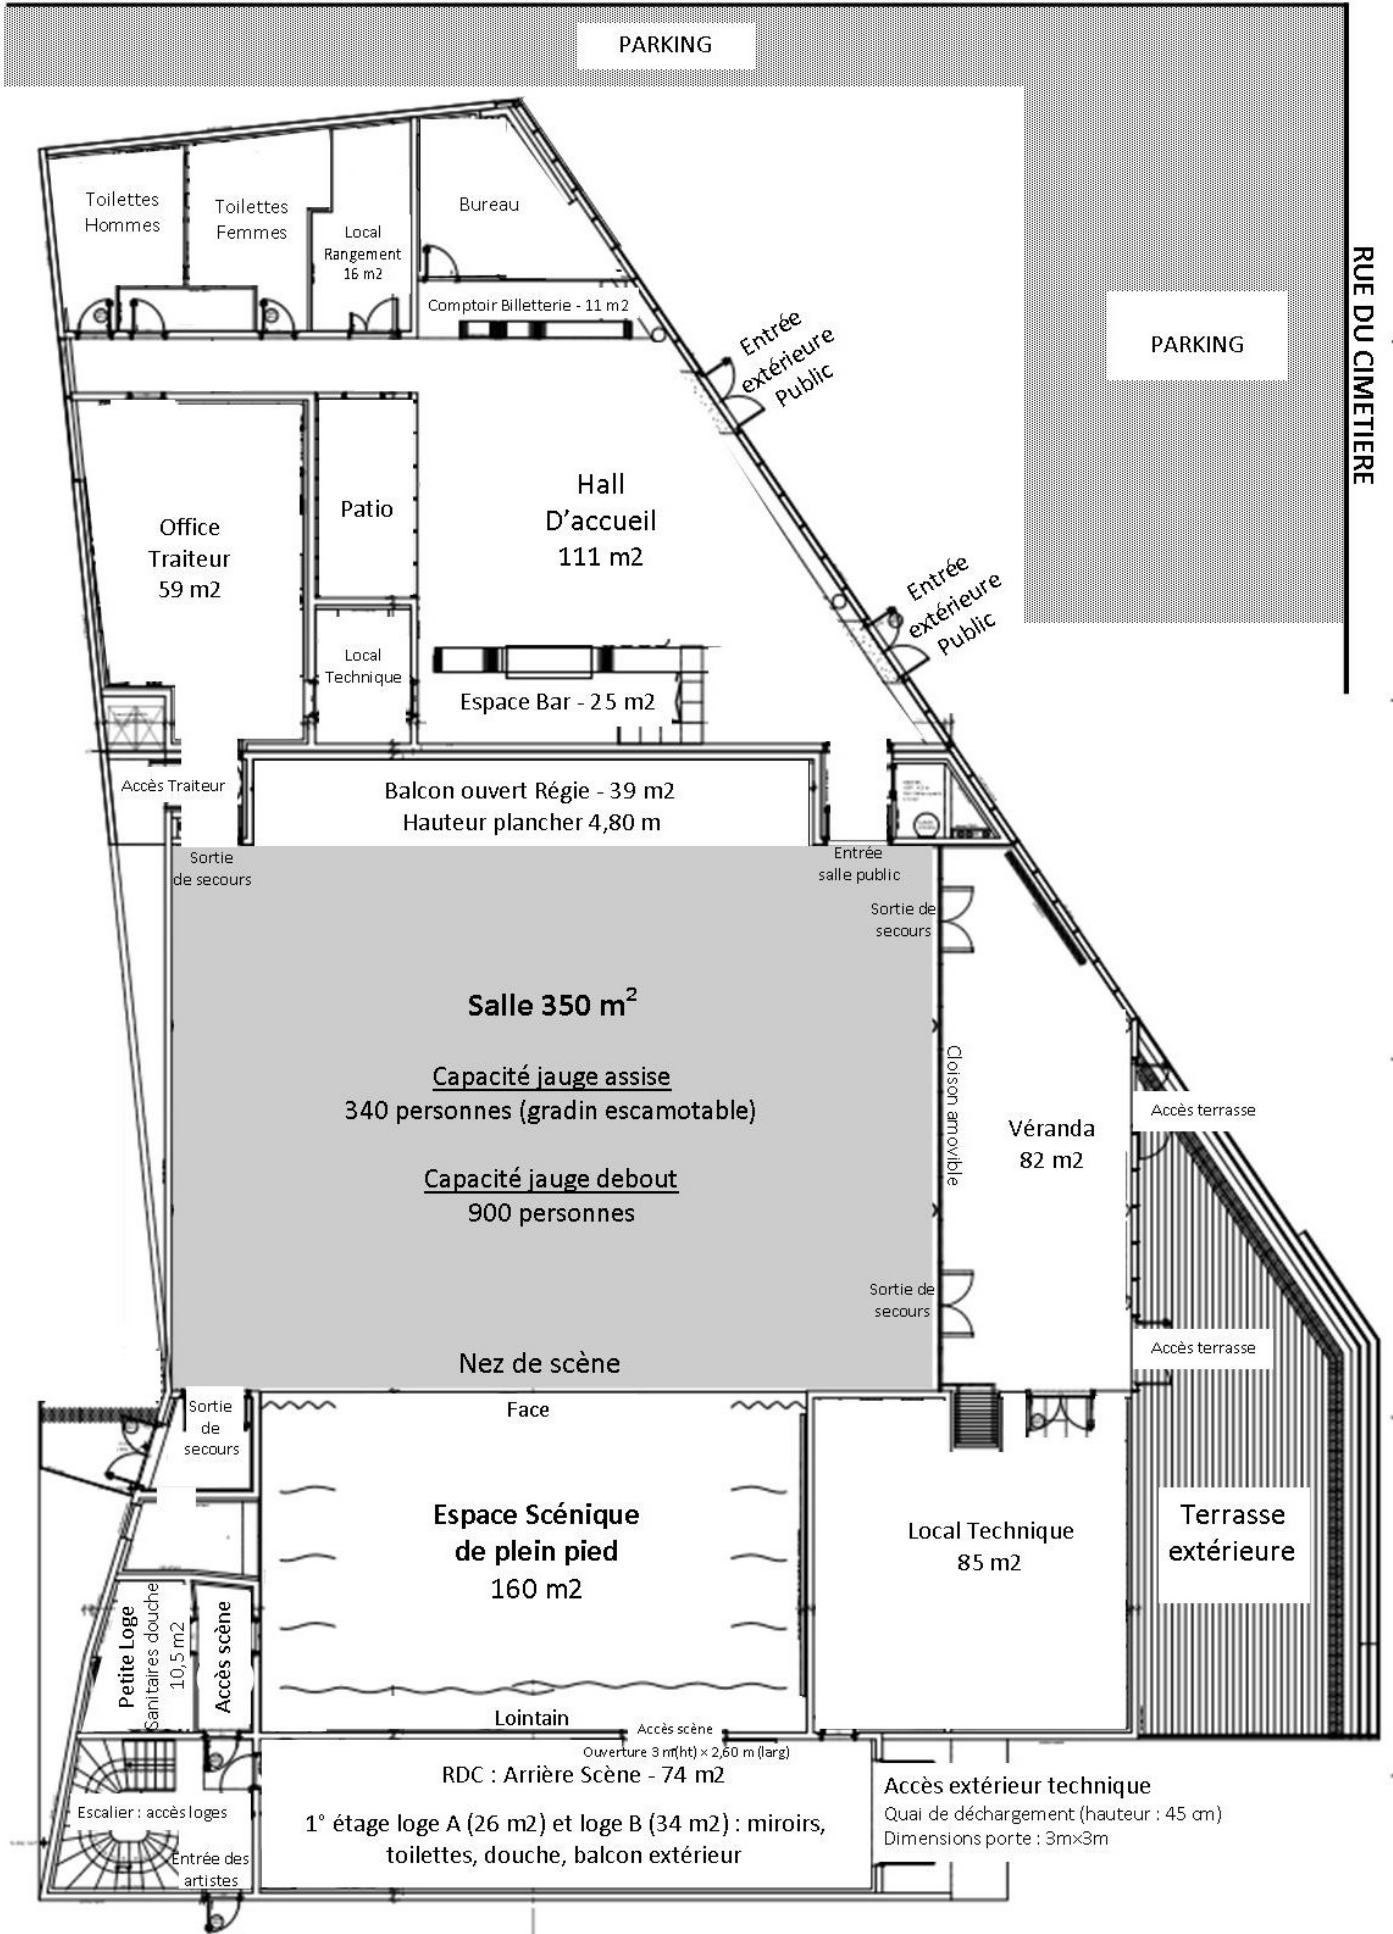 PARKING
Toilettes
Hommes
Toilettes
Femmes
Local
Rangement
16 m2
Bureau
Comptoir Billetterie - 11 m2
Entrée
extérieure
Public
PARKING
RUE DU CIMETIERE
Office
Traiteur
59 m2
Patio
Hall
D’accueil
111 m2
Entrée
extérieure
Public
Local
Technique
Espace Bar - 25 m2
Accès Traiteur
Balcon ouvert Régie - 39 m2
Hauteur plancher 4,80 m
Sortie
de secours
Entrée
salle public
Sortie de
secours
Salle 350 m²
Capacité jauge assise
340 personnes (gradin escamotable)
Capacité jauge debout
900 personnes
Cloison amovible
Véranda
82 m2
Accès terrasse
Sortie de
secours
Accès terrasse
Nez de scène
Sortie
de
secours
Face
Espace Scénique
de plein pied
160 m2
Local Technique
85 m2
Terrasse
extérieure
Petite Loge
Sanitaires douche
10,5 m2
Accès scène
Lointain
Accès scène
Ouverture 3 m(ht) × 2,60 m (larg)
RDC : Arrière Scène - 74 m2
1° étage loge A (26 m2) et loge B (34 m2) : miroirs,
toilettes, douche, balcon extérieur
Accès extérieur technique
Quai de déchargement (hauteur : 45 cm)
Dimensions porte : 3m×3m
Escalier : accès loges
Entrée des
artistes